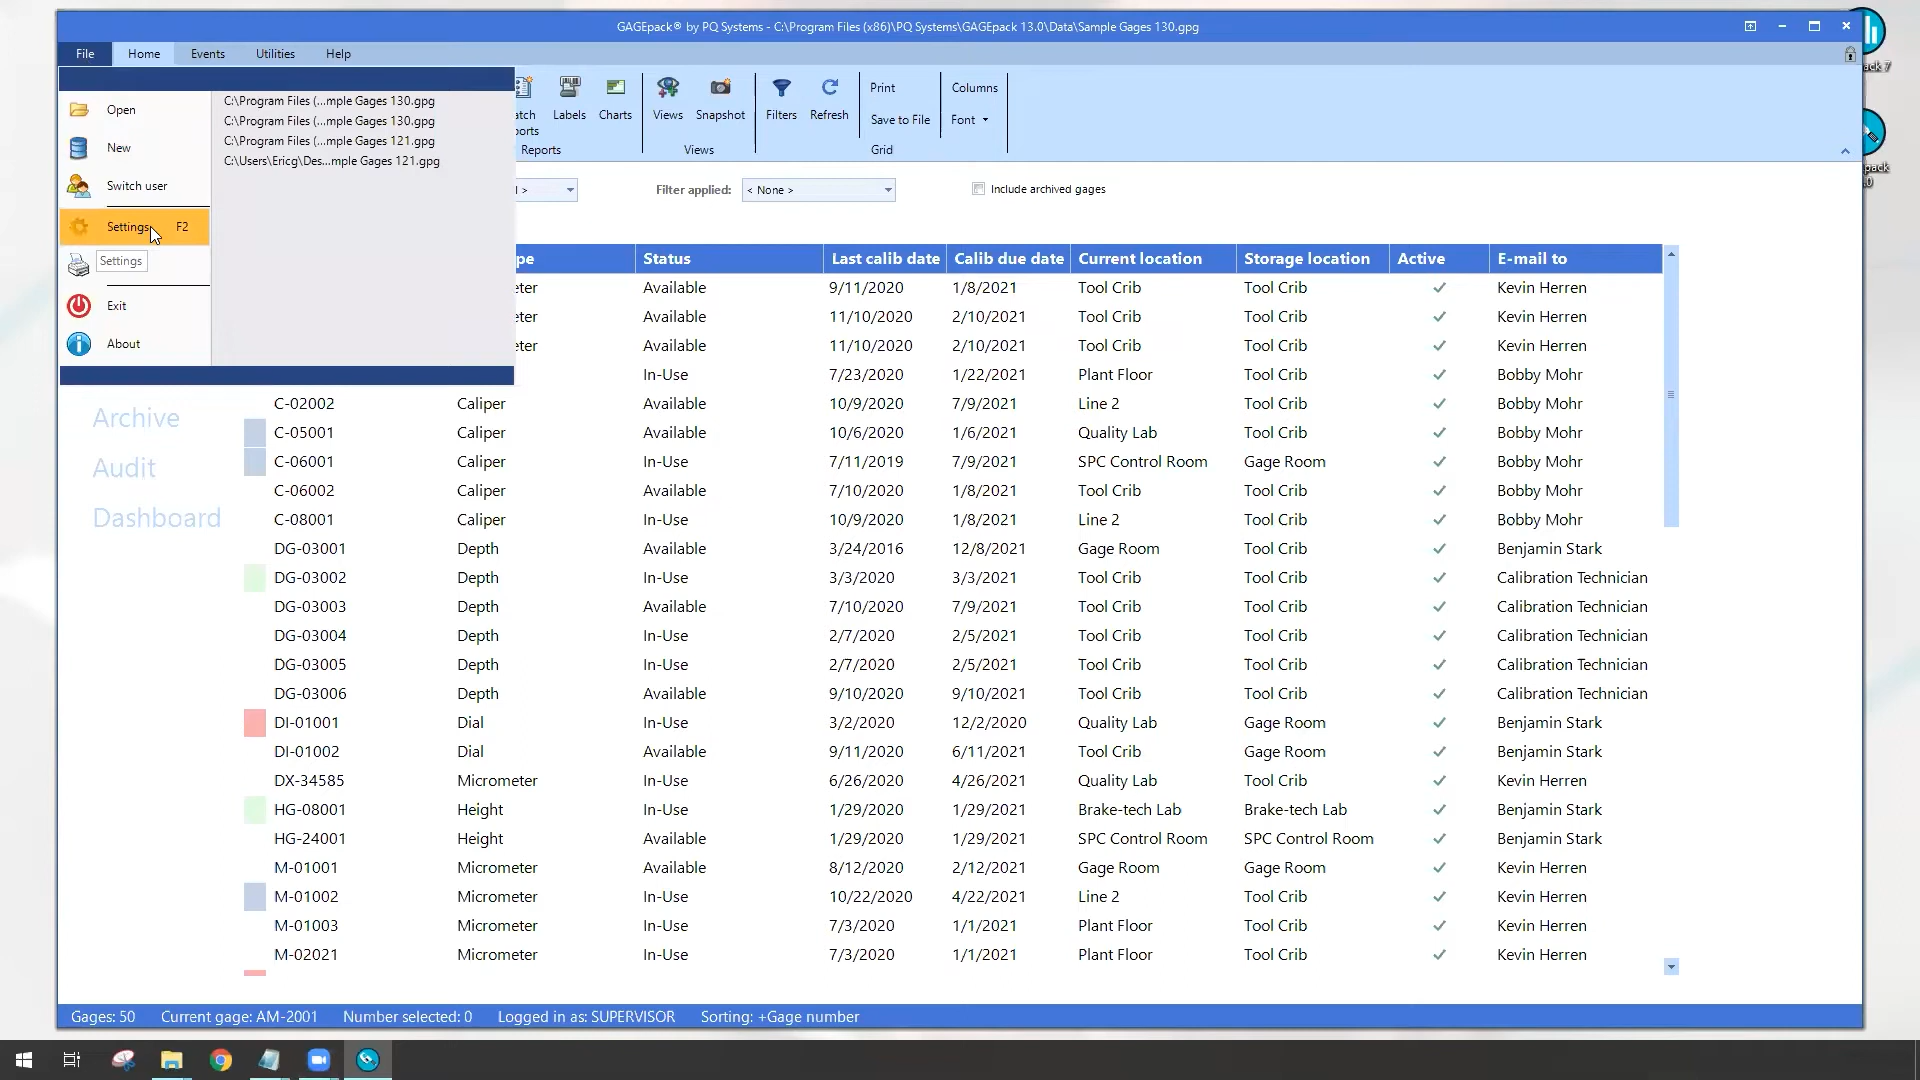 GAGEpack® by PQ Systems - C:\Program Files (x86)\PQ Systems\GAGEpack 13.0\Data\Sample Gages 130.gpg
File Home Events Utilities Help
Open
New
Switch user
Settings F2
Settings
Exit
About
C:\Program Files (...mple Gages 130.gpg
C:\Program Files (...mple Gages 130.gpg
C:\Program Files (...mple Gages 121.gpg
C:\Users\Ericg\Des...mple Gages 121.gpg
Labels Charts Views Snapshot Filters Refresh
Print Columns
Save to File Font
Reports Views Grid
Filter applied: < None > Include archived gages
Archive
Audit
Dashboard
Status Last calib date Calib due date Current location Storage location Active E-mail to
Available 9/11/2020 1/8/2021 Tool Crib Tool Crib Kevin Herren
Available 11/10/2020 2/10/2021 Tool Crib Tool Crib Kevin Herren
Available 11/10/2020 2/10/2021 Tool Crib Tool Crib Kevin Herren
In-Use 7/23/2020 1/22/2021 Plant Floor Tool Crib Bobby Mohr
C-02002 Caliper Available 10/9/2020 7/9/2021 Line 2 Tool Crib Bobby Mohr
C-05001 Caliper Available 10/6/2020 1/6/2021 Quality Lab Tool Crib Bobby Mohr
C-06001 Caliper In-Use 7/11/2019 7/9/2021 SPC Control Room Gage Room Bobby Mohr
C-06002 Caliper Available 7/10/2020 1/8/2021 Tool Crib Tool Crib Bobby Mohr
C-08001 Caliper In-Use 10/9/2020 1/8/2021 Line 2 Tool Crib Bobby Mohr
DG-03001 Depth Available 3/24/2016 12/8/2021 Gage Room Tool Crib Benjamin Stark
DG-03002 Depth In-Use 3/3/2020 3/3/2021 Tool Crib Tool Crib Calibration Technician
DG-03003 Depth Available 7/10/2020 7/9/2021 Tool Crib Tool Crib Calibration Technician
DG-03004 Depth In-Use 2/7/2020 2/5/2021 Tool Crib Tool Crib Calibration Technician
DG-03005 Depth In-Use 2/7/2020 2/5/2021 Tool Crib Tool Crib Calibration Technician
DG-03006 Depth Available 9/10/2020 9/10/2021 Tool Crib Tool Crib Calibration Technician
DI-01001 Dial In-Use 3/2/2020 12/2/2020 Quality Lab Gage Room Benjamin Stark
DI-01002 Dial Available 9/11/2020 6/11/2021 Tool Crib Gage Room Benjamin Stark
DX-34585 Micrometer In-Use 6/26/2020 4/26/2021 Quality Lab Tool Crib Kevin Herren
HG-08001 Height In-Use 1/29/2020 1/29/2021 Brake-tech Lab Brake-tech Lab Benjamin Stark
HG-24001 Height Available 1/29/2020 1/29/2021 SPC Control Room SPC Control Room Benjamin Stark
M-01001 Micrometer Available 8/12/2020 2/12/2021 Gage Room Gage Room Kevin Herren
M-01002 Micrometer In-Use 10/22/2020 4/22/2021 Line 2 Tool Crib Kevin Herren
M-01003 Micrometer In-Use 7/3/2020 1/1/2021 Plant Floor Tool Crib Kevin Herren
M-02021 Micrometer In-Use 7/3/2020 1/1/2021 Plant Floor Tool Crib Kevin Herren
Gages: 50 Current gage: AM-2001 Number selected: 0 Logged in as: SUPERVISOR Sorting: +Gage number